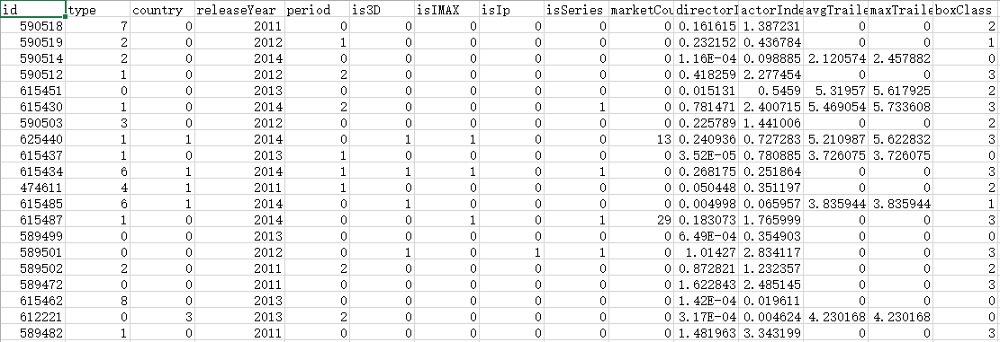 id type country releaseYear period is3D isIMAX isIp isSeries marketCou directorI actorInde avgTraile maxTraile boxClass
590518 7 0 2011 0 0 0 0 0 0 0.161615 1.387231 0 0 2
590519 2 0 2012 1 0 0 0 0 0 0.232152 0.436784 0 0 1
590514 2 0 2014 0 0 0 0 0 0 1.16E-04 0.098885 2.120574 2.457882 0
590512 1 0 2012 2 0 0 0 0 0 0.418259 2.277454 0 0 3
615451 0 0 2013 0 0 0 0 0 0 0.015131 0.5459 5.31957 5.617925 2
615430 1 0 2014 2 0 0 0 1 0 0.781471 2.400715 5.469054 5.733608 3
590503 3 0 2012 0 0 0 0 0 0 0.225789 1.441006 0 0 2
625440 1 1 2014 0 1 1 0 0 13 0.240936 0.727283 5.210987 5.622832 3
615437 1 0 2013 1 0 0 0 0 0 3.52E-05 0.780885 3.726075 3.726075 0
615434 6 1 2014 1 1 1 0 1 0 0.268175 0.251864 0 0 3
474611 4 1 2011 1 0 0 0 0 0 0.050448 0.351197 0 0 2
615485 6 1 2014 0 1 0 0 0 0 0.004998 0.065957 3.835944 3.835944 1
615487 1 0 2014 0 0 1 0 1 29 0.183073 1.765999 0 0 3
589499 0 0 2013 0 0 0 0 0 0 6.49E-04 0.354903 0 0 0
589501 0 0 2012 0 1 0 1 1 0 1.01427 2.834117 0 0 3
589502 2 0 2011 2 0 0 0 0 0 0.872821 1.232357 0 0 2
589472 0 0 2011 0 0 0 0 0 0 1.622843 2.485145 0 0 3
615462 8 0 2013 0 0 0 0 0 0 1.42E-04 0.019611 0 0 0
612221 0 3 2013 2 0 0 0 0 0 3.17E-04 0.004624 4.230168 4.230168 0
589482 1 0 2011 0 0 0 0 0 0 1.481963 3.343199 0 0 3